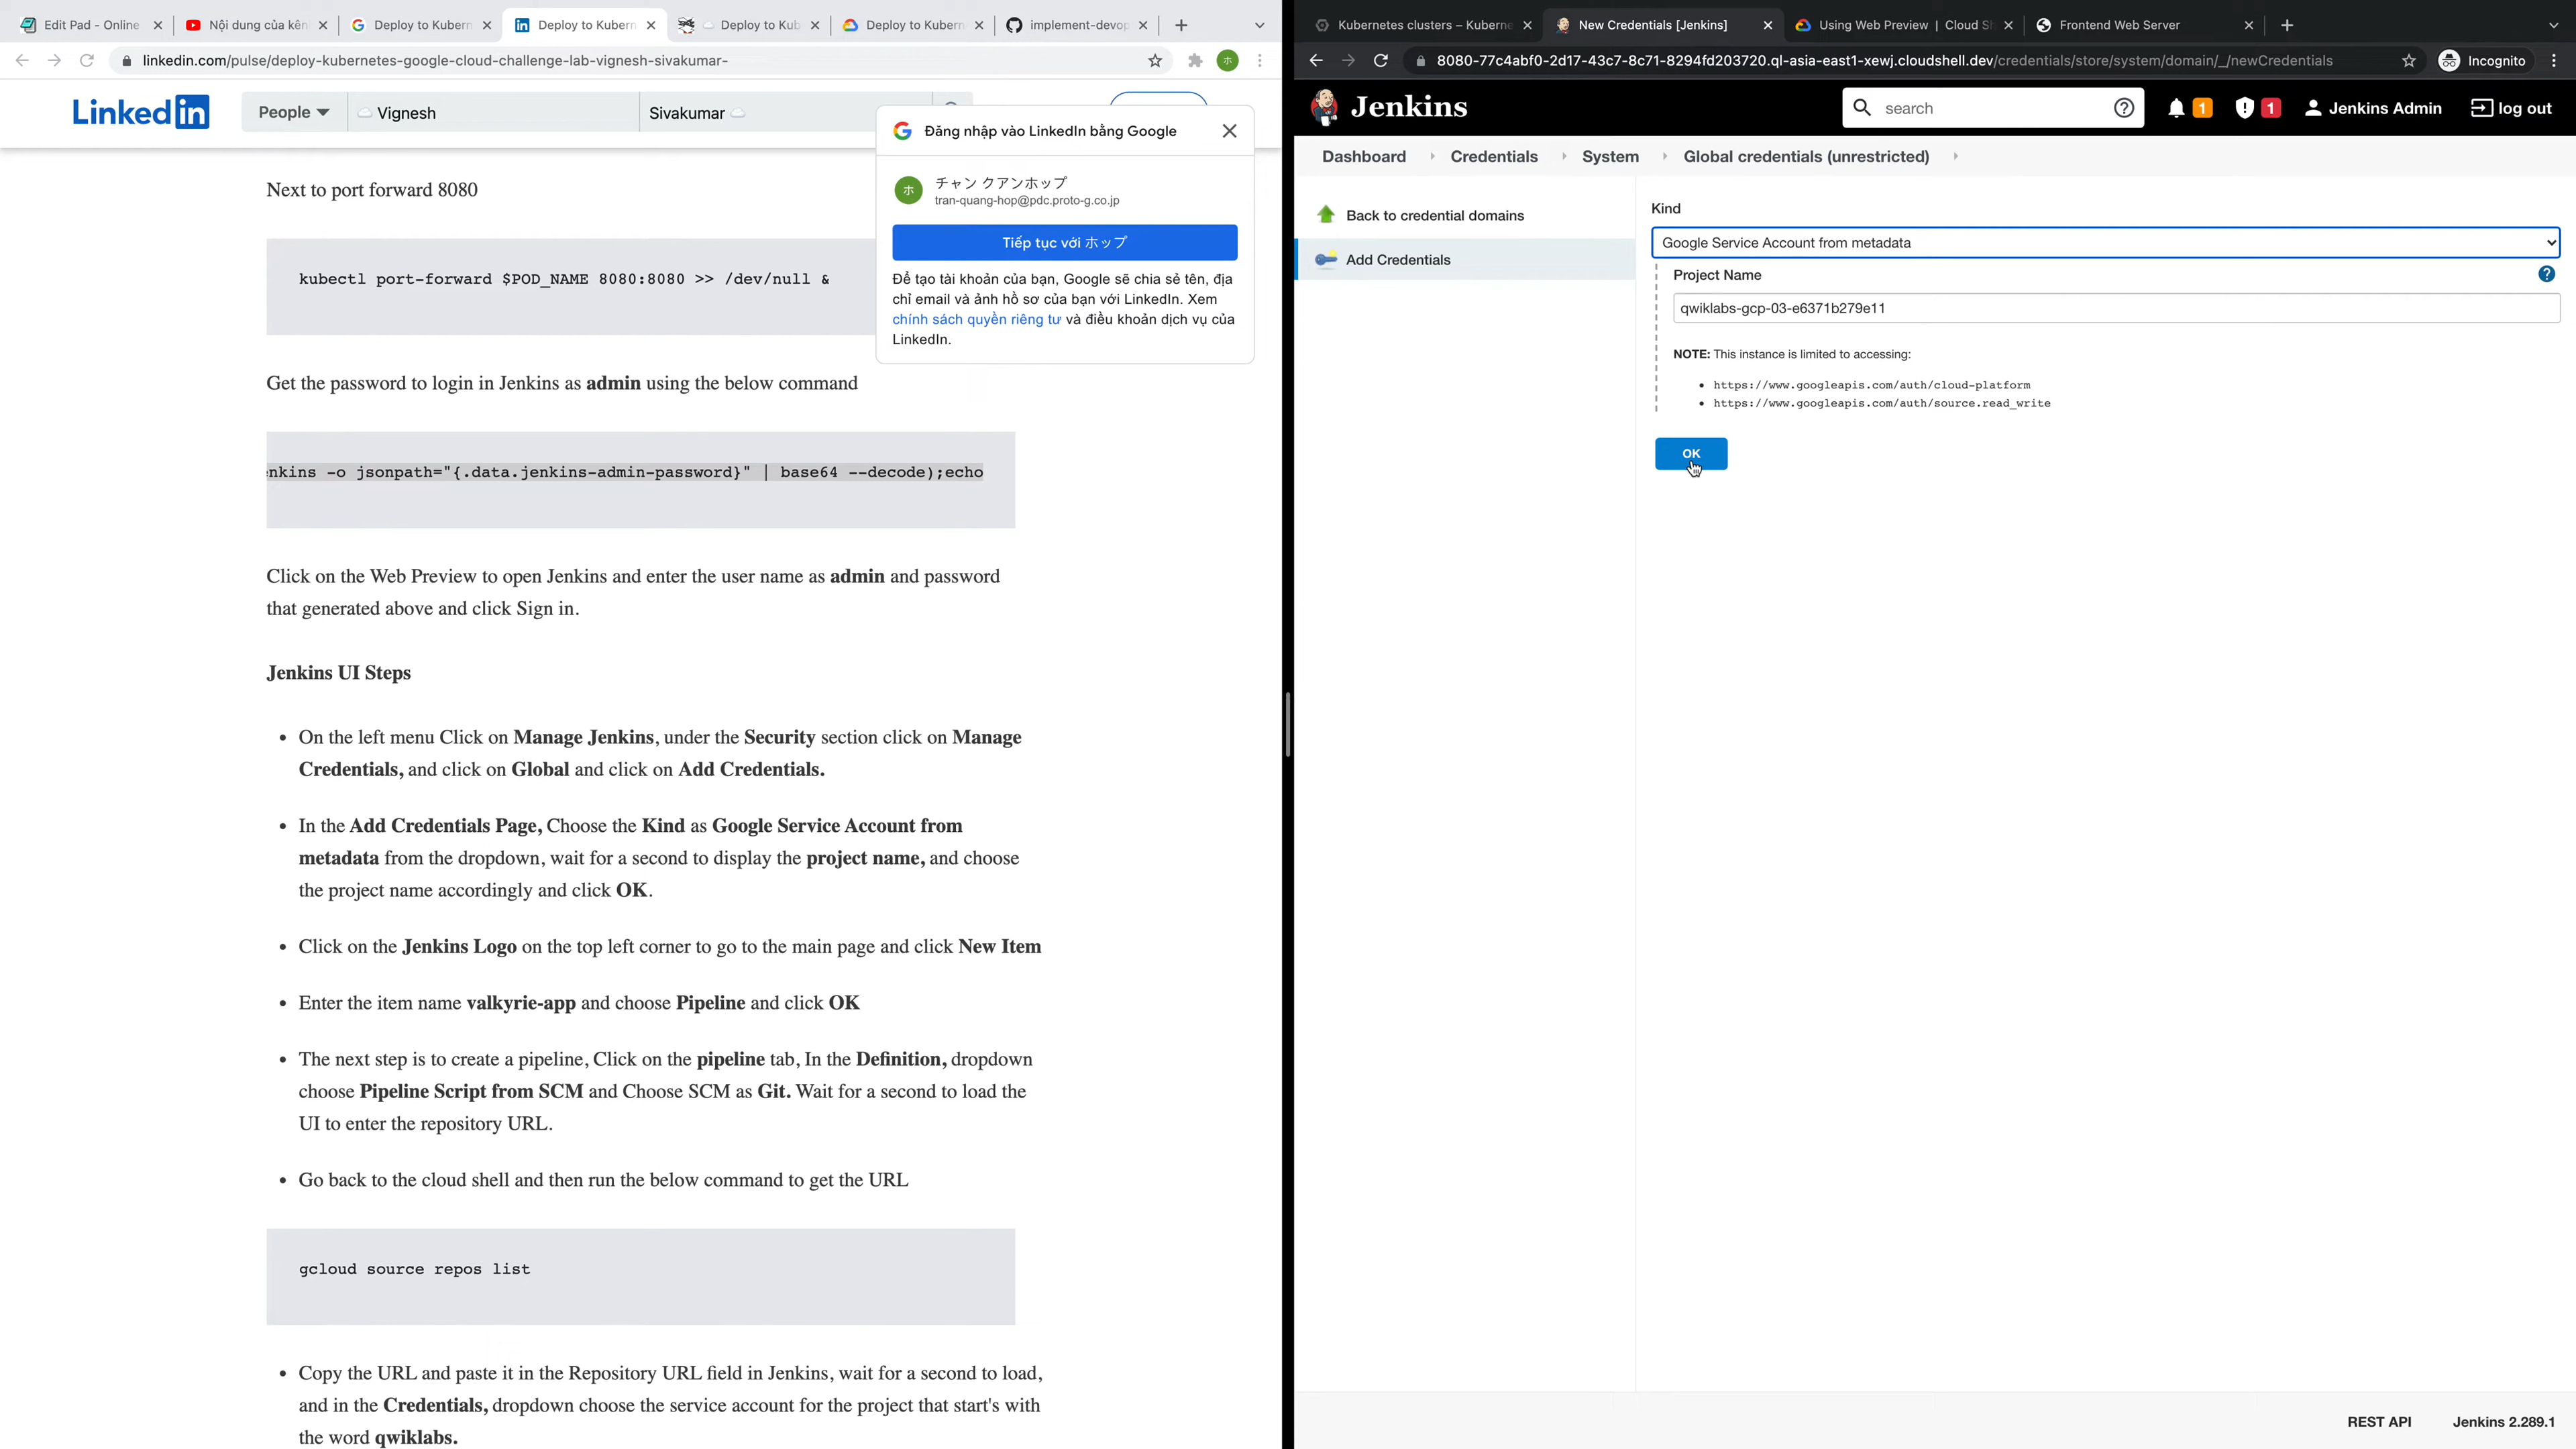 Edit Pad - Online
Nội dung của kên
Deploy to Kubern
Deploy to Kubern
Deploy to Kub
Deploy to Kubern
implement-devop
linkedin.com/pulse/deploy-kubernetes-google-cloud-challenge-lab-vignesh-sivakumar-
ホ
Linked in
People
Vignesh
Sivakumar
Đăng nhập vào LinkedIn bằng Google
ホ
チャン クアンホップ
tran-quang-hop@pdc.proto-g.co.jp
Tiếp tục với ホップ
Để tạo tài khoản của bạn, Google sẽ chia sẻ tên, địa
chỉ email và ảnh hồ sơ của bạn với LinkedIn. Xem
chính sách quyền riêng tư và điều khoản dịch vụ của
LinkedIn.
Next to port forward 8080
kubectl port-forward $POD_NAME 8080:8080 >> /dev/null &
Get the password to login in Jenkins as admin using the below command
nkins -o jsonpath="{.data.jenkins-admin-password}" | base64 --decode);echo
Click on the Web Preview to open Jenkins and enter the user name as admin and password
that generated above and click Sign in.
Jenkins UI Steps
• On the left menu Click on Manage Jenkins, under the Security section click on Manage
Credentials, and click on Global and click on Add Credentials.
• In the Add Credentials Page, Choose the Kind as Google Service Account from
metadata from the dropdown, wait for a second to display the project name, and choose
the project name accordingly and click OK.
• Click on the Jenkins Logo on the top left corner to go to the main page and click New Item
• Enter the item name valkyrie-app and choose Pipeline and click OK
• The next step is to create a pipeline, Click on the pipeline tab, In the Definition, dropdown
choose Pipeline Script from SCM and Choose SCM as Git. Wait for a second to load the
UI to enter the repository URL.
• Go back to the cloud shell and then run the below command to get the URL
gcloud source repos list
• Copy the URL and paste it in the Repository URL field in Jenkins, wait for a second to load,
and in the Credentials, dropdown choose the service account for the project that start's with
the word qwiklabs.
Kubernetes clusters – Kuberne
New Credentials [Jenkins]
Using Web Preview | Cloud Sh
Frontend Web Server
8080-77c4abf0-2d17-43c7-8c71-8294fd203720.ql-asia-east1-xewj.cloudshell.dev/credentials/store/system/domain/_/newCredentials
Incognito
Jenkins
search
1
1
Jenkins Admin
log out
Dashboard
Credentials
System
Global credentials (unrestricted)
Back to credential domains
Add Credentials
Kind
Google Service Account from metadata
Project Name
qwiklabs-gcp-03-e6371b279e11
NOTE: This instance is limited to accessing:
• https://www.googleapis.com/auth/cloud-platform
• https://www.googleapis.com/auth/source.read_write
OK
REST API
Jenkins 2.289.1